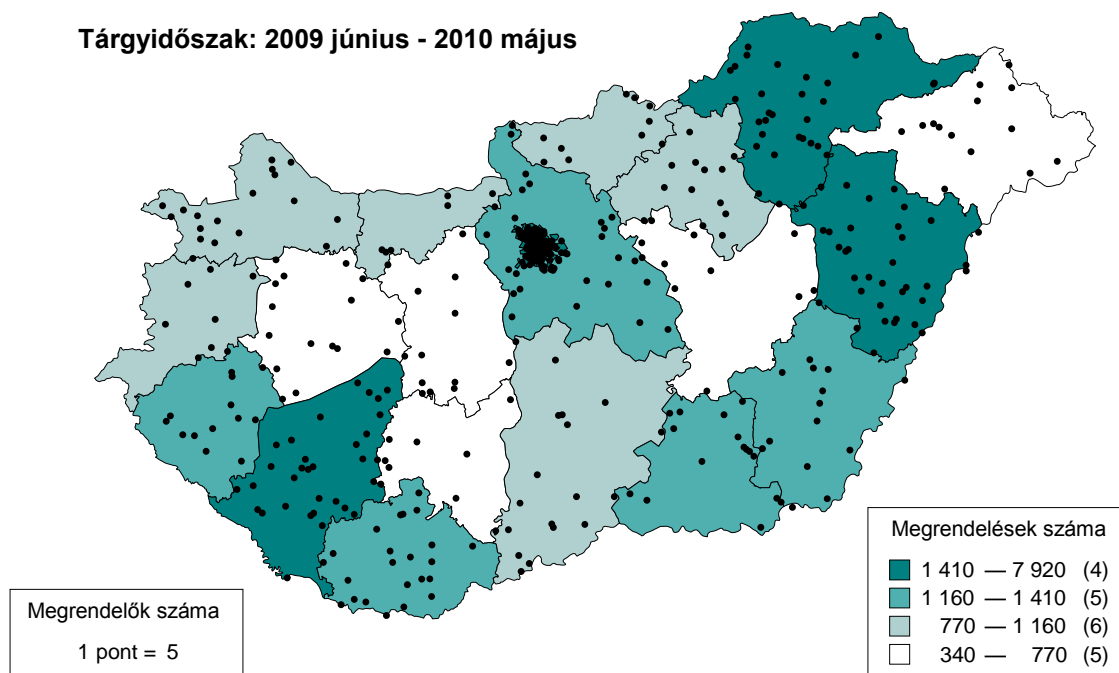 Tárgyidőszak: 2009 június - 2010 május
Megrendelők száma
1 pont = 5
Megrendelések száma
1 410 — 7 920 (4)
1 160 — 1 410 (5)
770 — 1 160 (6)
340 — 770 (5)